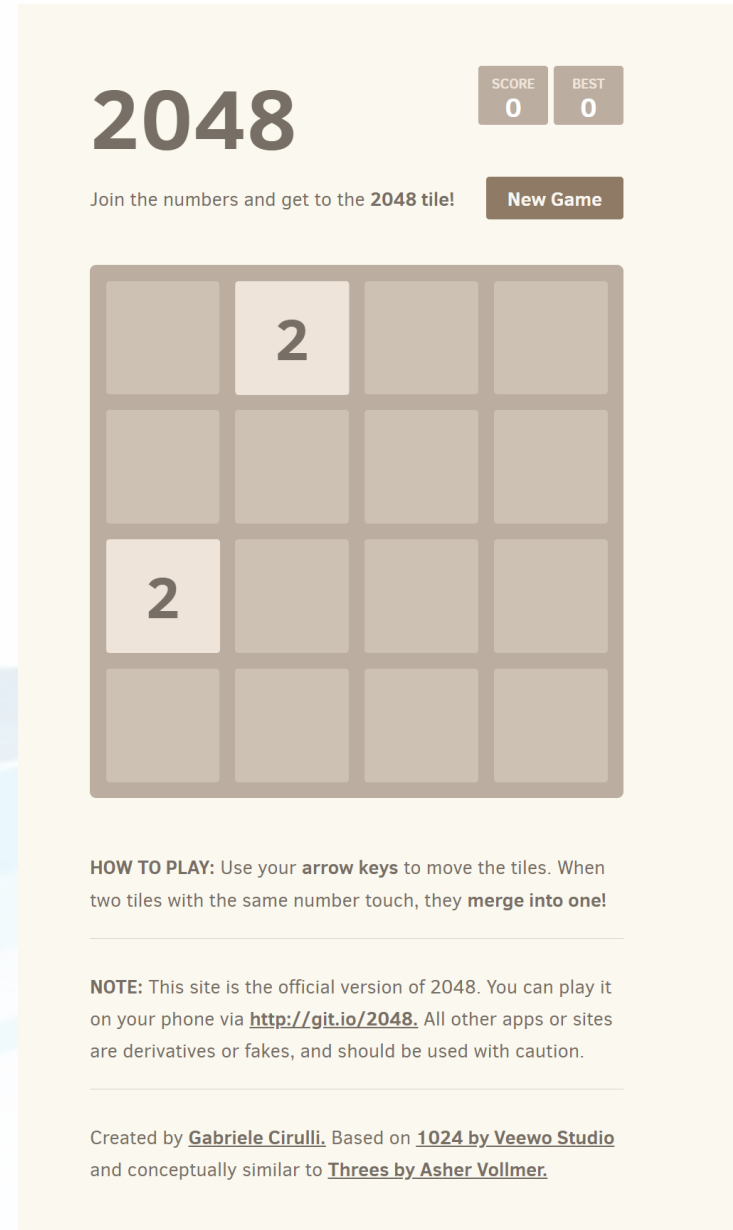 2048
SCORE
0
BEST
0
Join the numbers and get to the 2048 tile!
New Game
2
2
HOW TO PLAY: Use your arrow keys to move the tiles. When
two tiles with the same number touch, they merge into one!
NOTE: This site is the official version of 2048. You can play it
on your phone via http://git.io/2048. All other apps or sites
are derivatives or fakes, and should be used with caution.
Created by Gabriele Cirulli. Based on 1024 by Veewo Studio
and conceptually similar to Threes by Asher Vollmer.